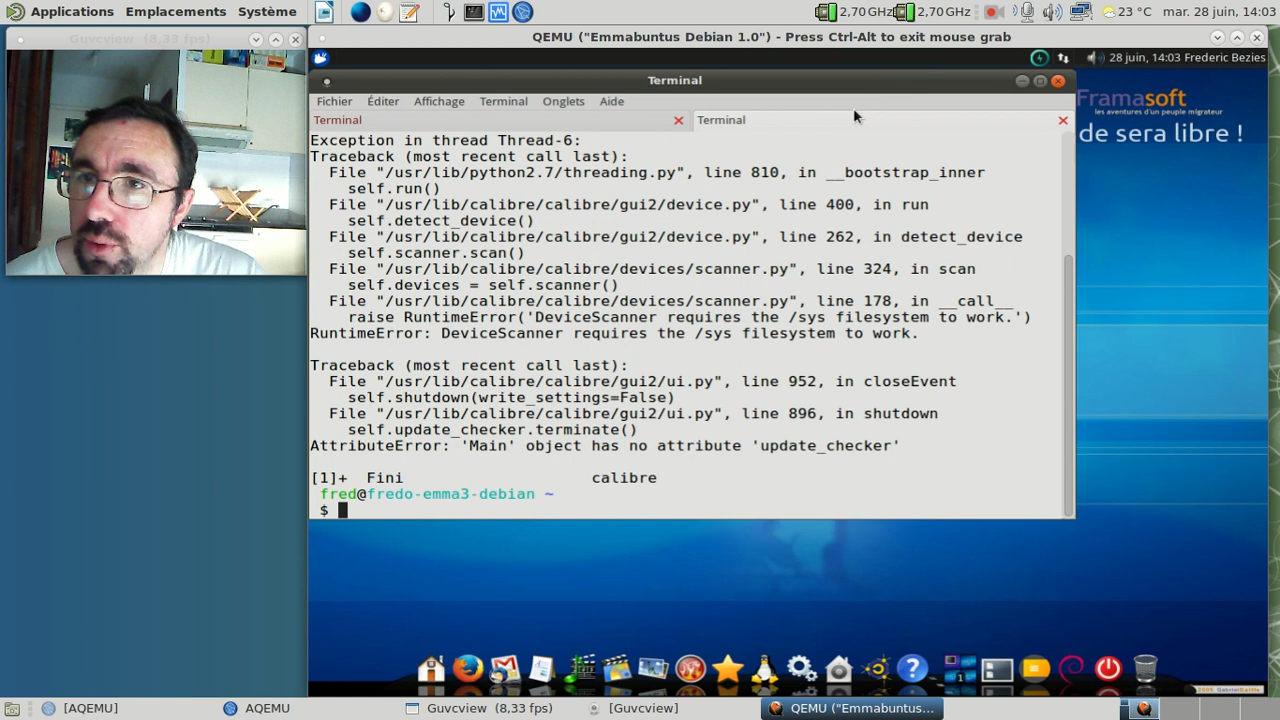 Applications Emplacements Système 2,70 GHz 2,70 GHz 23 °C mar. 28 juin, 14:03
Guvcview (8,33 fps)
QEMU ("Emmabuntus Debian 1.0") - Press Ctrl-Alt to exit mouse grab
28 juin, 14:03 Frederic Bezies
Terminal
Fichier Éditer Affichage Terminal Onglets Aide
Terminal Terminal
Framasoft
les aventures d'un peuple migrateur
de sera libre !
Exception in thread Thread-6:
Traceback (most recent call last):
File "/usr/lib/python2.7/threading.py", line 810, in __bootstrap_inner
self.run()
File "/usr/lib/calibre/calibre/gui2/device.py", line 400, in run
self.detect_device()
File "/usr/lib/calibre/calibre/gui2/device.py", line 262, in detect_device
self.scanner.scan()
File "/usr/lib/calibre/calibre/devices/scanner.py", line 324, in scan
self.devices = self.scanner()
File "/usr/lib/calibre/calibre/devices/scanner.py", line 178, in __call__
raise RuntimeError('DeviceScanner requires the /sys filesystem to work.')
RuntimeError: DeviceScanner requires the /sys filesystem to work.
Traceback (most recent call last):
File "/usr/lib/calibre/calibre/gui2/ui.py", line 952, in closeEvent
self.shutdown(write_settings=False)
File "/usr/lib/calibre/calibre/gui2/ui.py", line 896, in shutdown
self.update_checker.terminate()
AttributeError: 'Main' object has no attribute 'update_checker'
[1]+ Fini calibre
fred@fredo-emma3-debian ~
$
[AQEMU] AQEMU Guvcview (8,33 fps) [Guvcview] QEMU ("Emmabuntus...